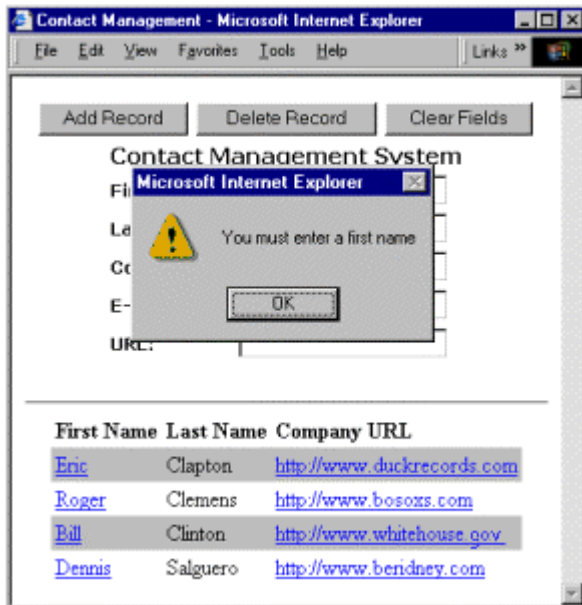 Contact Management - Microsoft Internet Explorer
File Edit View Favorites Tools Help Links »
Add Record Delete Record Clear Fields
Contact Management System
Microsoft Internet Explorer
Fi
La
You must enter a first name
Co
E-
OK
URL:
First Name Last Name Company URL
Eric Clapton http://www.duckrecords.com
Roger Clemens http://www.bosoxs.com
Bill Clinton http://www.whitehouse.gov
Dennis Salguero http://www.beridney.com